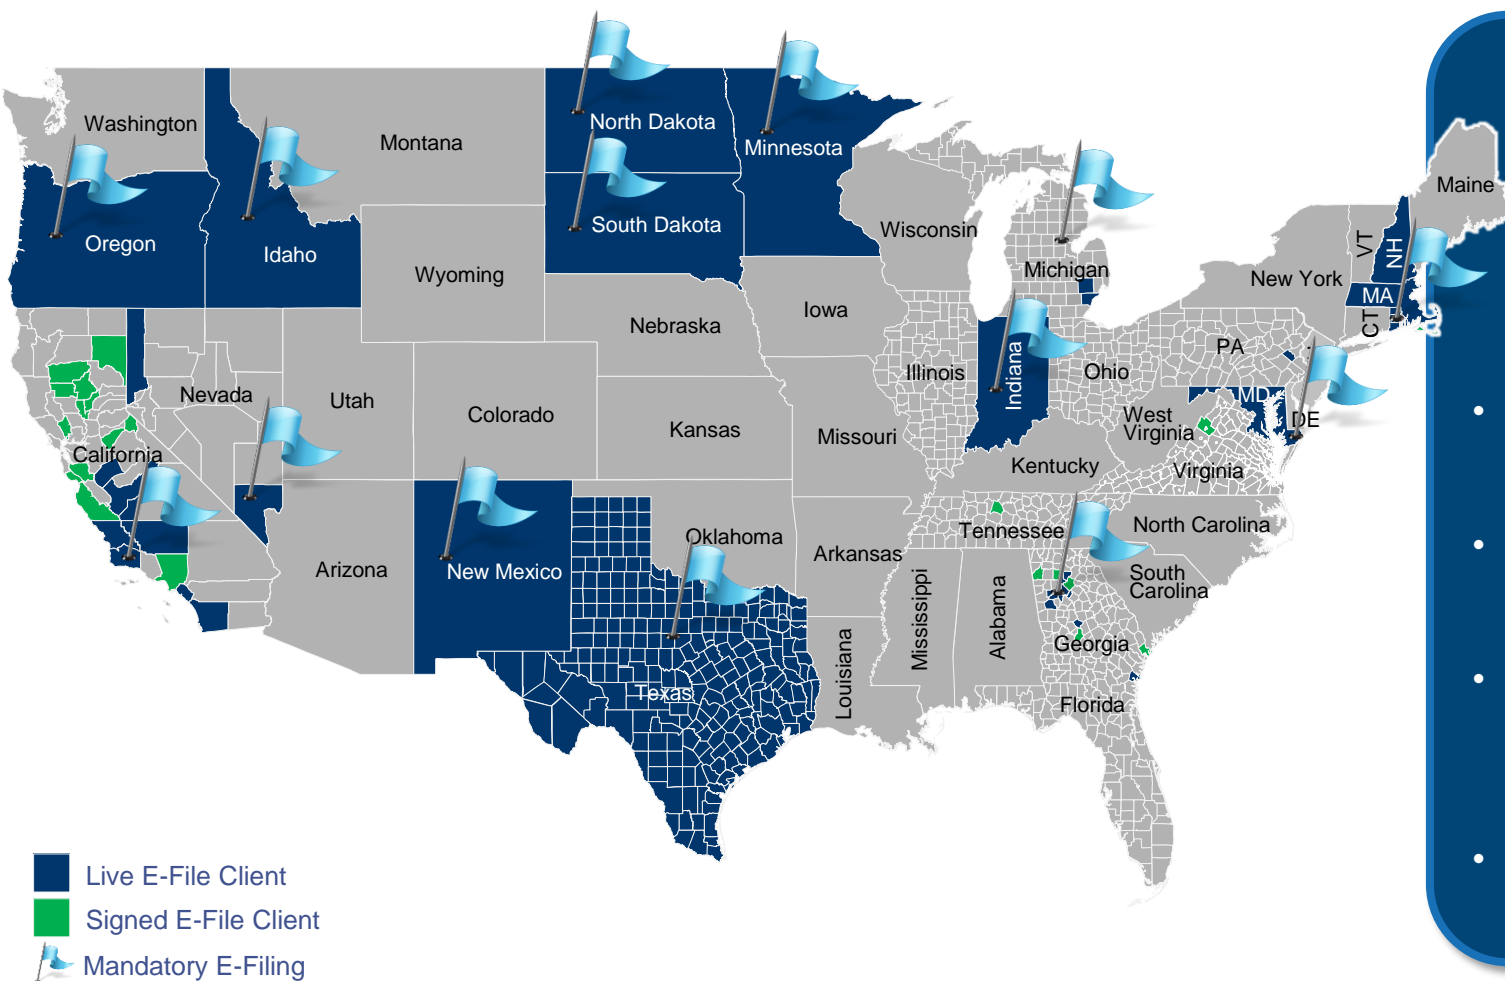 Washington
Montana
North Dakota
Minnesota
Maine
Oregon
Idaho
South Dakota
Wisconsin
VT
NH
Wyoming
Michigan
New York
MA
CT
Nebraska
Iowa
PA
Nevada
Utah
Colorado
Illinois
Indiana
Ohio
MD
DE
California
Kansas
Missouri
West
Virginia
Kentucky
Virginia
Arizona
New Mexico
Oklahoma
Arkansas
Tennessee
North Carolina
South
Carolina
Mississippi
Alabama
Georgia
Texas
Louisiana
Florida
Live E-File Client
Signed E-File Client
Mandatory E-Filing